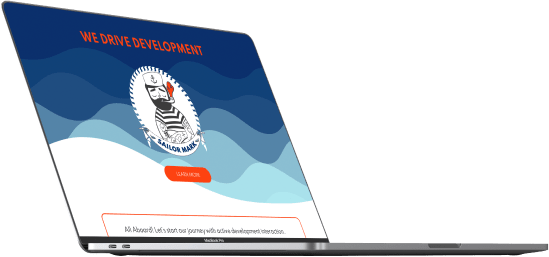 WE DRIVE DEVELOPMENT
SAILOR MARK
LEARN MORE
All Aboard! Let's start our journey with active development interaction
MacBook Pro